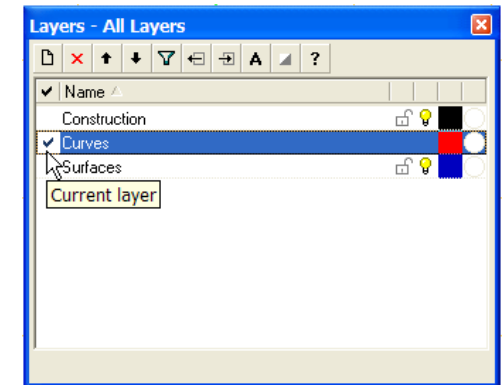 Layers - All Layers
A ?
Name
Construction
Curves
Surfaces
Current layer